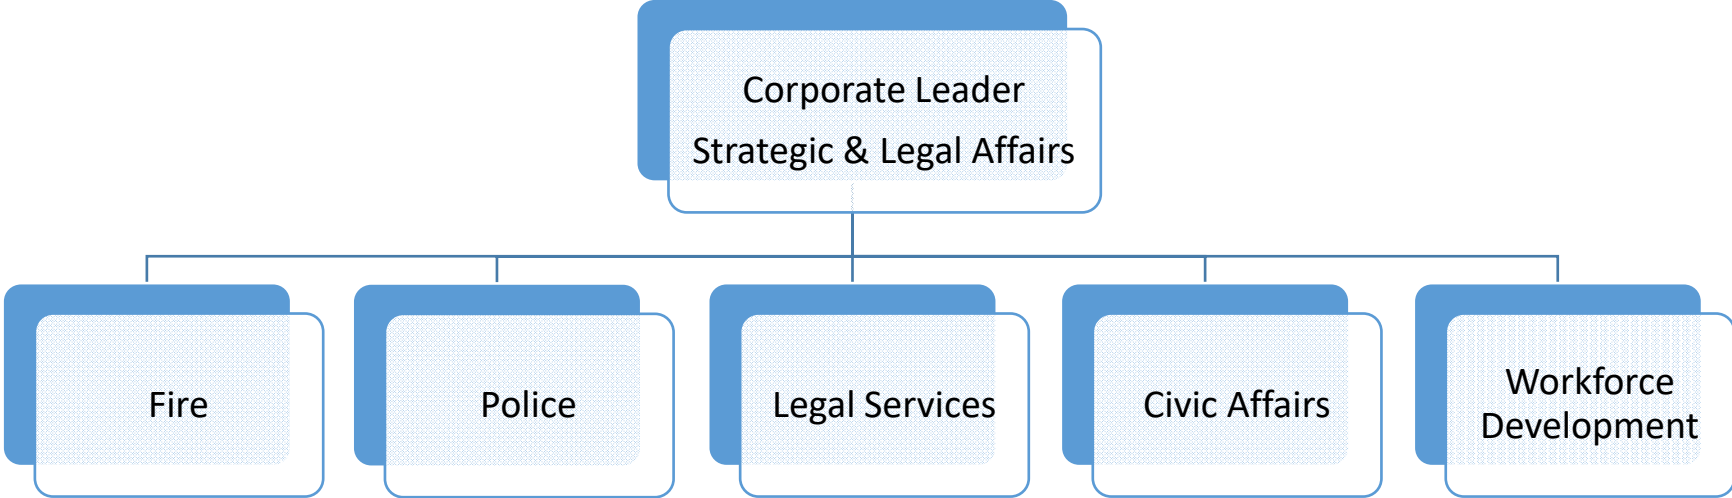 Corporate Leader
Strategic & Legal Affairs
Fire
Police
Legal Services
Civic Affairs
Workforce
Development